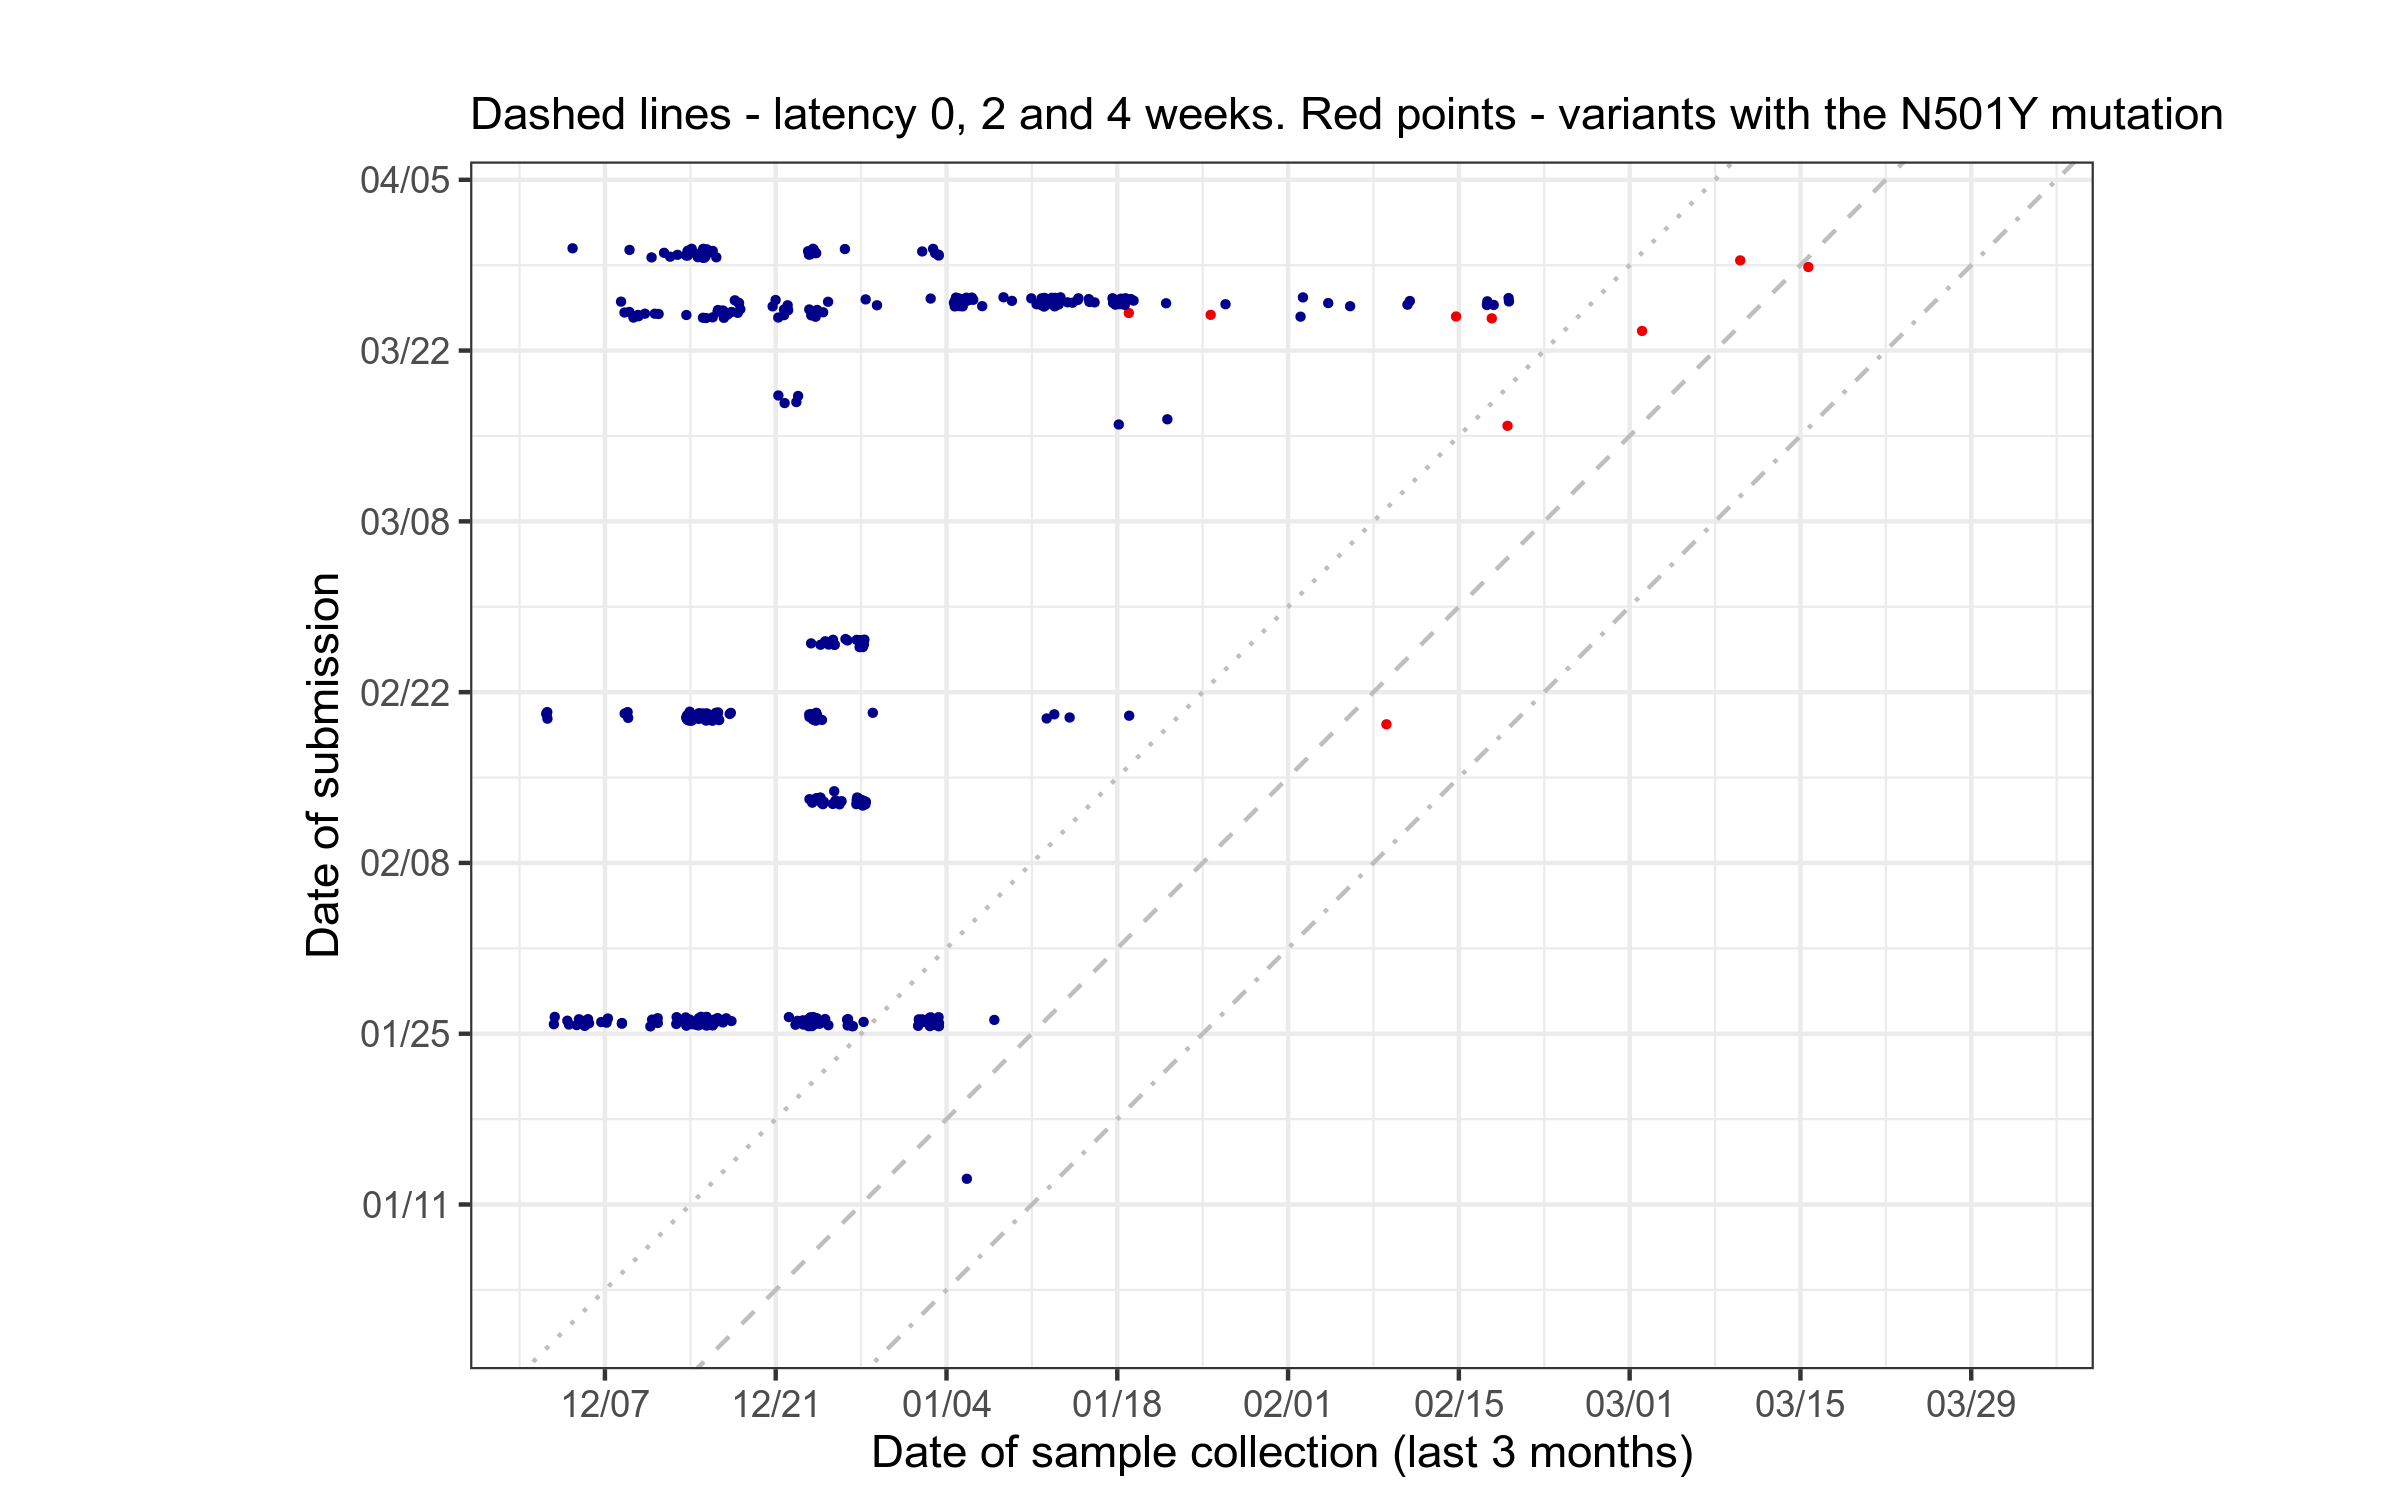 Dashed lines - latency 0, 2 and 4 weeks. Red points - variants with the N501Y mutation
04/05
03/22
03/08
02/22
02/08
01/25
01/11
Date of submission
12/07 12/21 01/04 01/18 02/01 02/15 03/01 03/15 03/29
Date of sample collection (last 3 months)